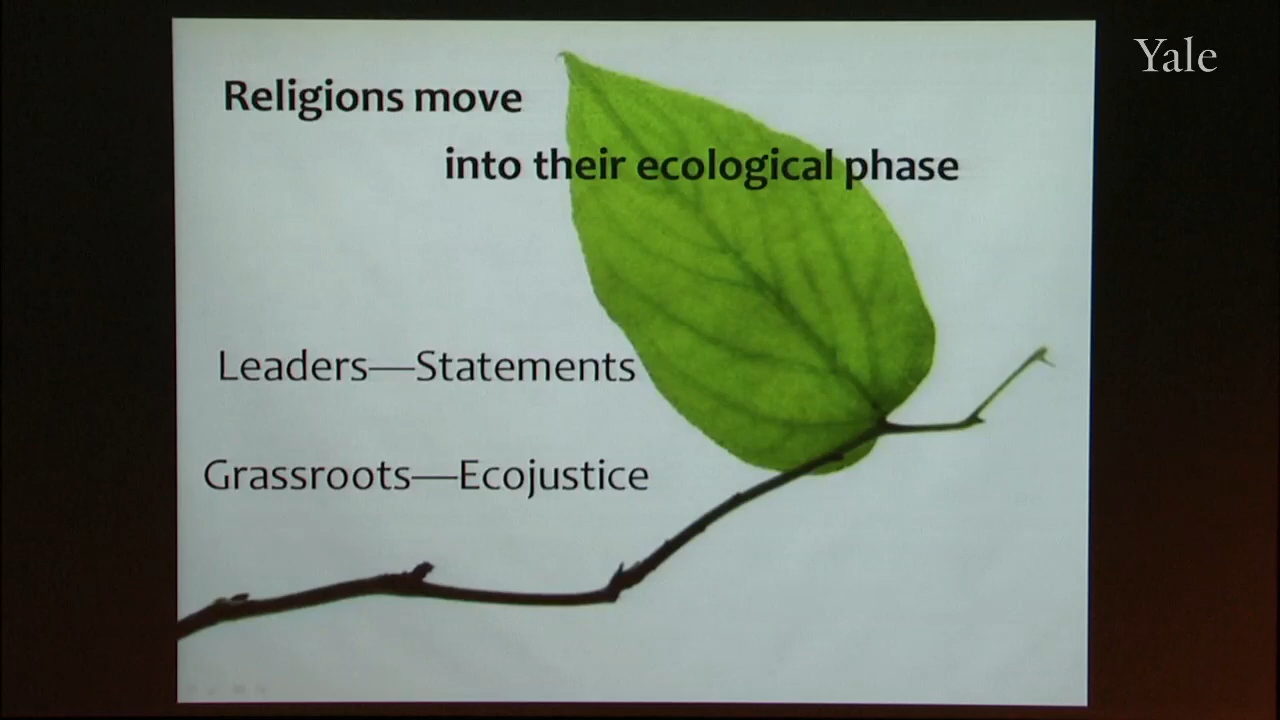 Yale
Religions move
into their ecological phase
Leaders—Statements
Grassroots—Ecojustice